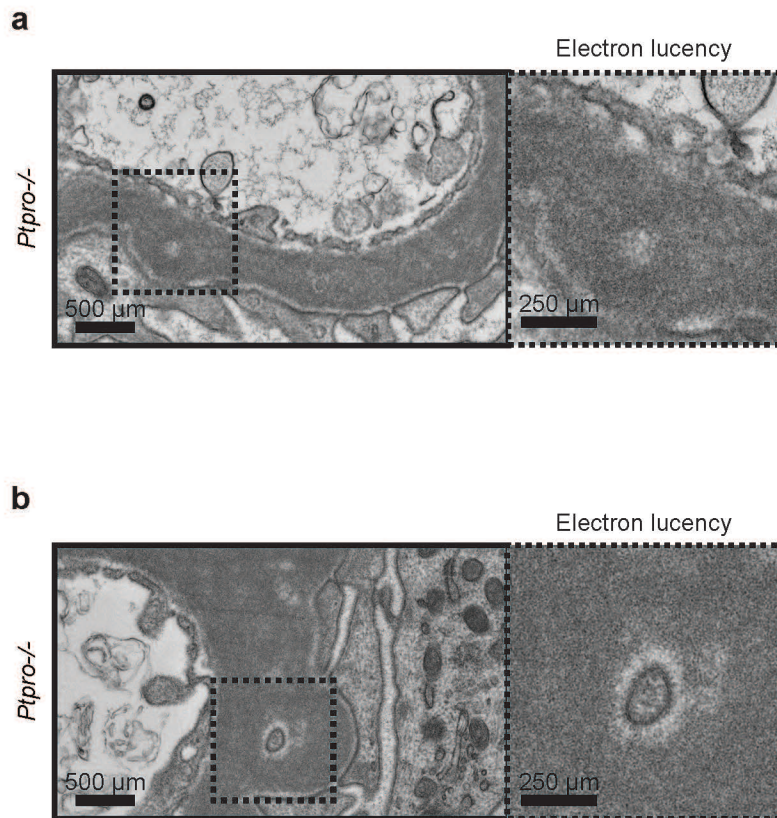 a
Electron lucency
Ptpro-/-
500 µm
250 µm
b
Electron lucency
Ptpro-/-
500 µm
250 µm